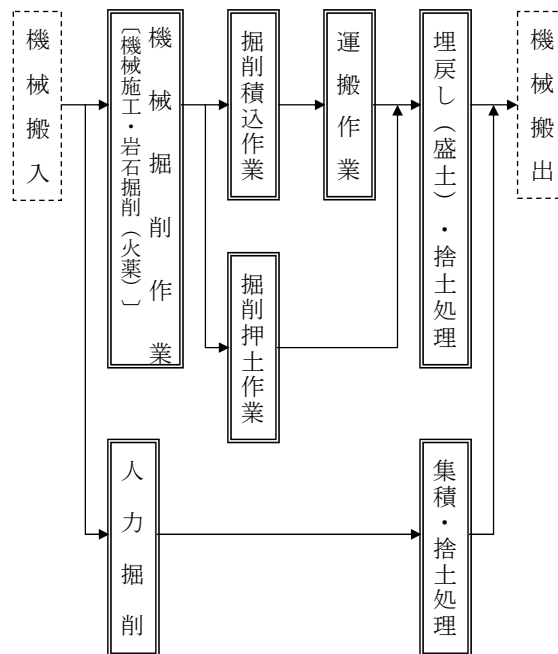 機械搬入
機械掘削作業
〔機械施工・岩石掘削（火薬）〕
掘削積込作業
運搬作業
埋戻し（盛土）・捨土処理
機械搬出
掘削押土作業
人力掘削
集積・捨土処理